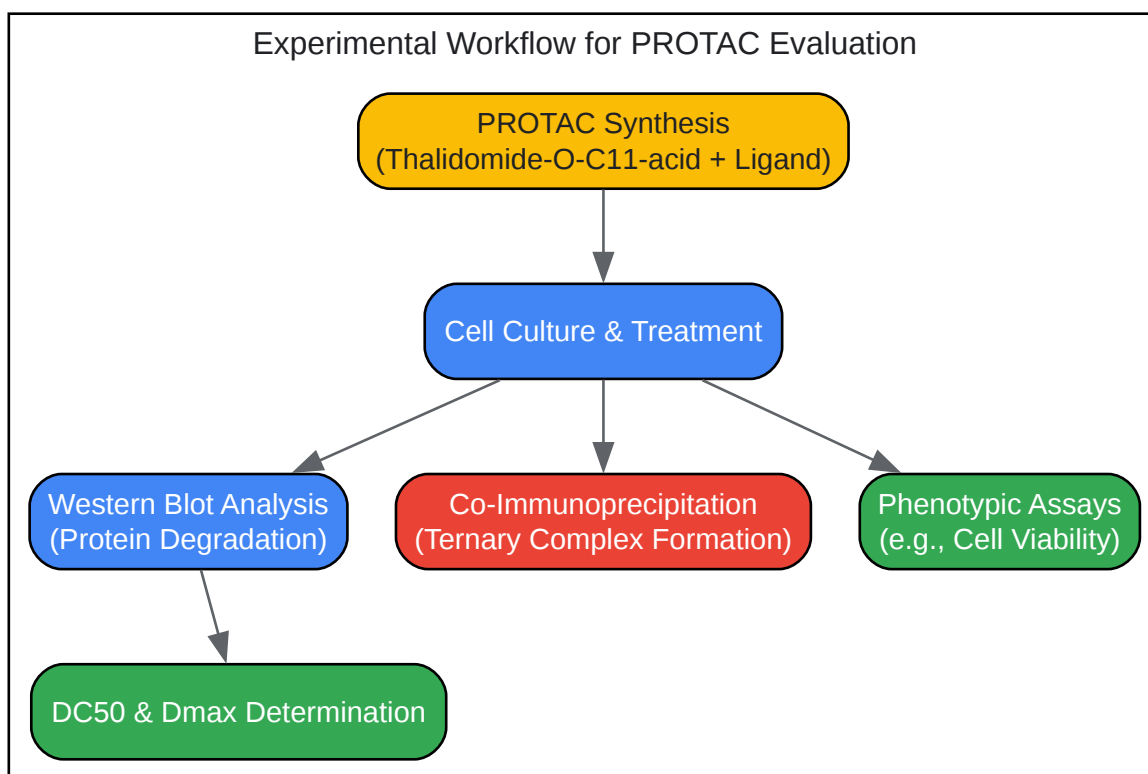 Experimental Workflow for PROTAC Evaluation
PROTAC Synthesis
(Thalidomide-O-C11-acid + Ligand)
Cell Culture & Treatment
Western Blot Analysis
(Protein Degradation)
Co-Immunoprecipitation
(Ternary Complex Formation)
Phenotypic Assays
(e.g., Cell Viability)
DC50 & Dmax Determination